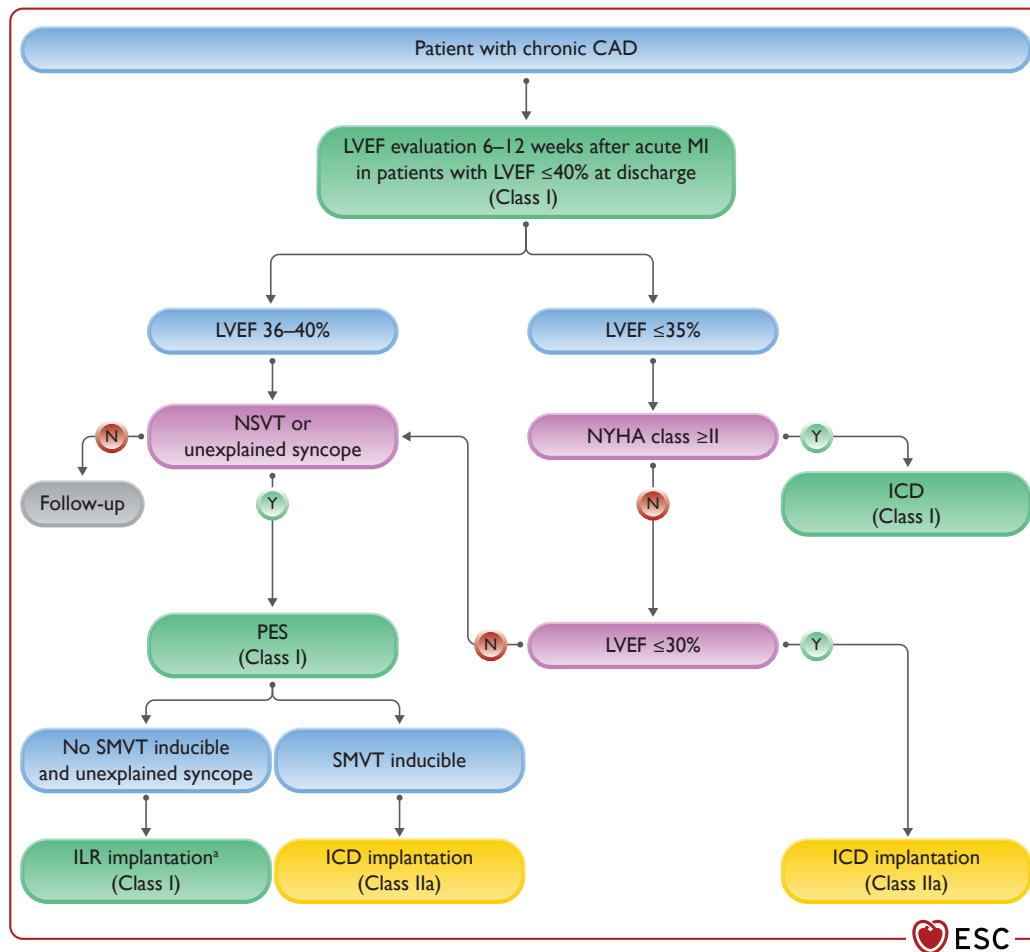 Patient with chronic CAD
LVEF evaluation 6–12 weeks after acute MI
in patients with LVEF ≤40% at discharge
(Class I)
LVEF 36–40%
LVEF ≤35%
NSVT or
unexplained syncope
N
Follow-up
Y
NYHA class ≥II
Y
ICD
(Class I)
N
PES
(Class I)
N
LVEF ≤30%
Y
No SMVT inducible
and unexplained syncope
SMVT inducible
ILR implantationᵃ
(Class I)
ICD implantation
(Class IIa)
ICD implantation
(Class IIa)
ESC